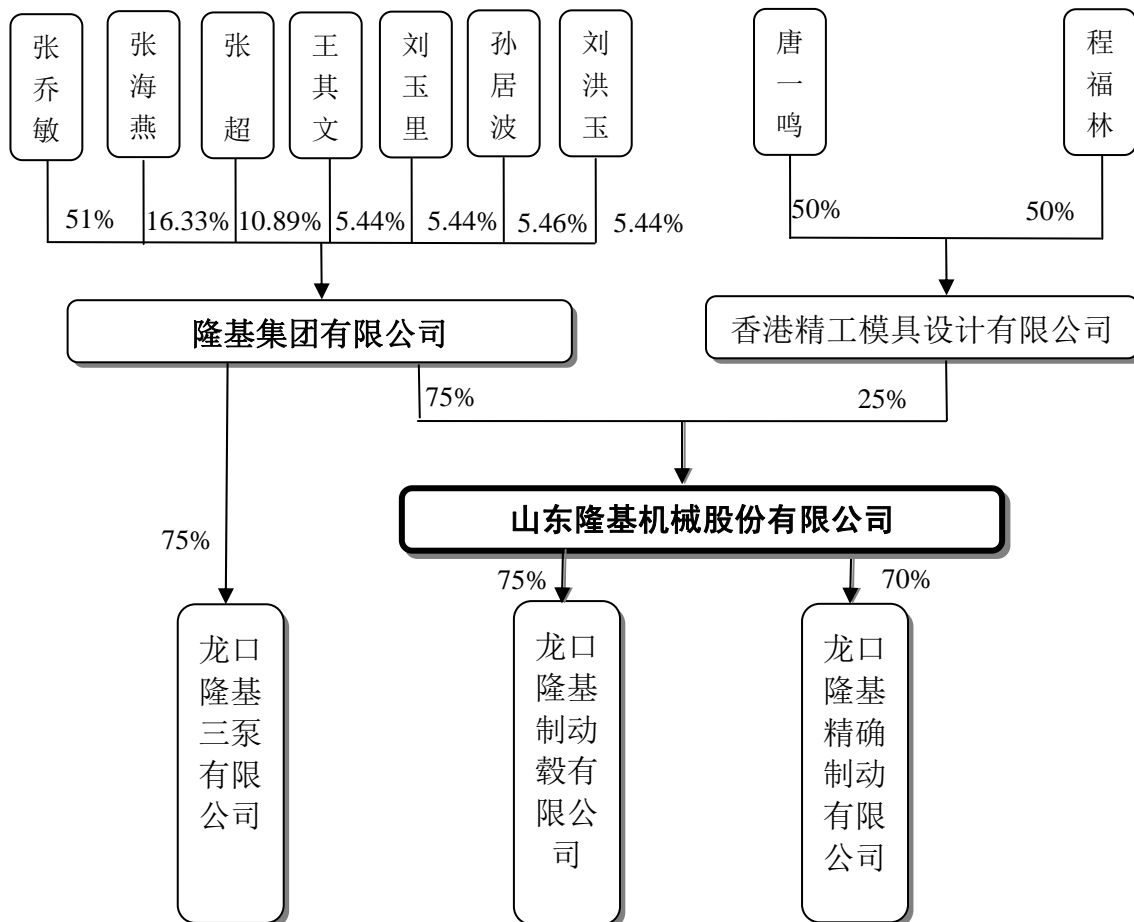 张乔敏
张海燕
张 超
王其文
刘玉里
孙居波
刘洪玉
唐一鸣
程福林
51%
16.33%
10.89%
5.44%
5.44%
5.46%
5.44%
50%
50%
隆基集团有限公司
香港精工模具设计有限公司
75%
25%
山东隆基机械股份有限公司
75%
75%
70%
龙口
隆基
三泵
有限
公司
龙口
隆基
制动
毂有
限公
司
龙口
隆基
精确
制动
有限
公司